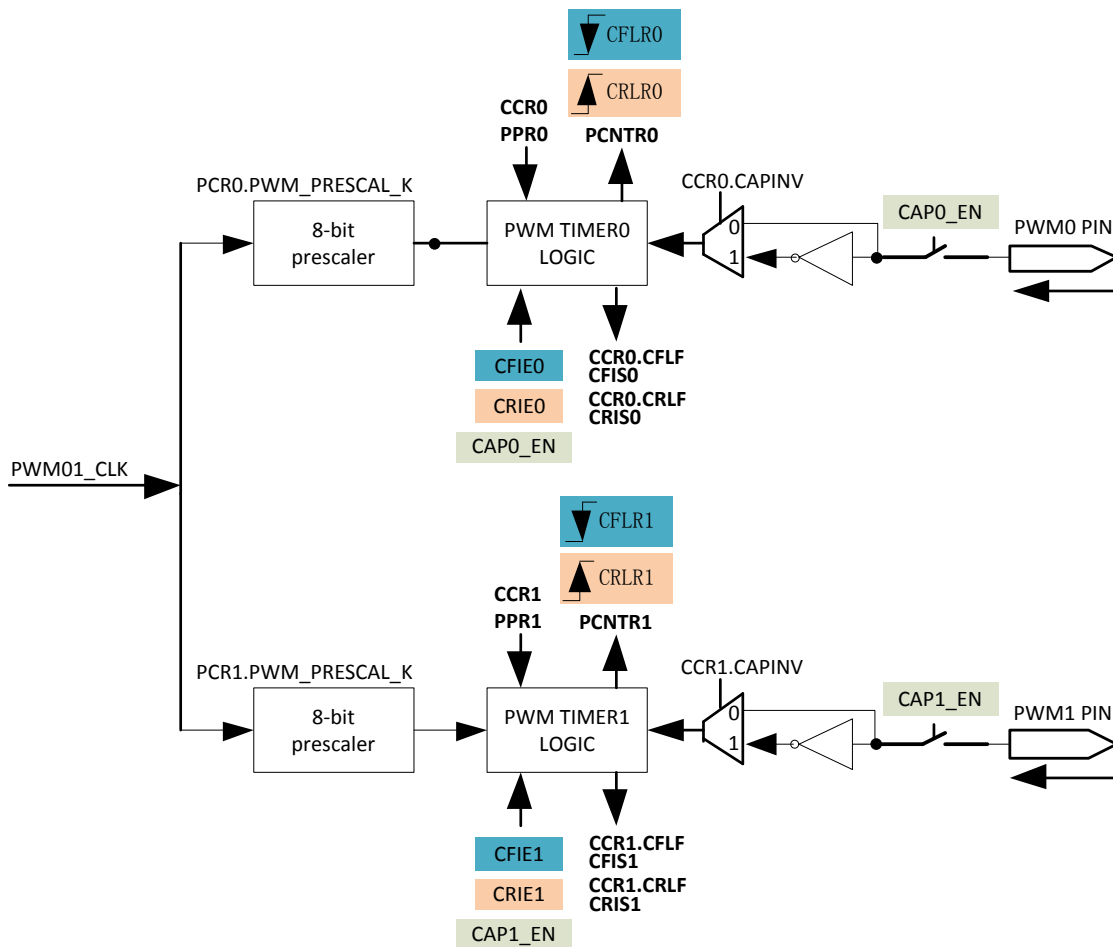 CFLR0
CRLR0
CCR0
PPR0
PCNTR0
PCR0.PWM_PRESCAL_K
CCR0.CAPINV
CAP0_EN
PWM0 PIN
8-bit
prescaler
PWM TIMER0
LOGIC
0
1
CFIE0
CRIE0
CAP0_EN
CCR0.CFLF
CFIS0
CCR0.CRLF
CRIS0
PWM01_CLK
CFLR1
CRLR1
CCR1
PPR1
PCNTR1
PCR1.PWM_PRESCAL_K
CCR1.CAPINV
CAP1_EN
PWM1 PIN
8-bit
prescaler
PWM TIMER1
LOGIC
0
1
CFIE1
CRIE1
CAP1_EN
CCR1.CFLF
CFIS1
CCR1.CRLF
CRIS1